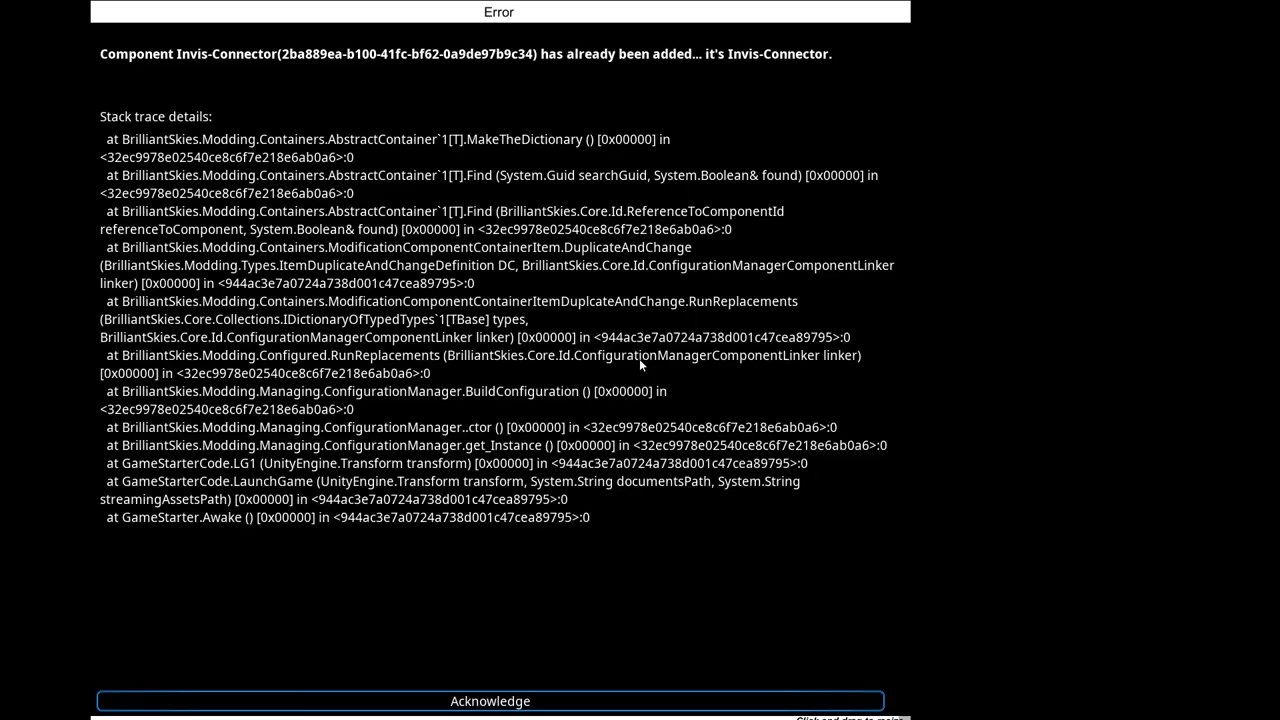 Error
Component Invis-Connector(2ba889ea-b100-41fc-bf62-0a9de97b9c34) has already been added... it's Invis-Connector.
Stack trace details:
at BrilliantSkies.Modding.Containers.AbstractContainer`1[T].MakeTheDictionary () [0x00000] in
<32ec9978e02540ce8c6f7e218e6ab0a6>:0
at BrilliantSkies.Modding.Containers.AbstractContainer`1[T].Find (System.Guid searchGuid, System.Boolean& found) [0x00000] in
<32ec9978e02540ce8c6f7e218e6ab0a6>:0
at BrilliantSkies.Modding.Containers.AbstractContainer`1[T].Find (BrilliantSkies.Core.Id.ReferenceToComponentId
referenceToComponent, System.Boolean& found) [0x00000] in <32ec9978e02540ce8c6f7e218e6ab0a6>:0
at BrilliantSkies.Modding.Containers.ModificationComponentContainerItem.DuplicateAndChange
(BrilliantSkies.Modding.Types.ItemDuplicateAndChangeDefinition DC, BrilliantSkies.Core.Id.ConfigurationManagerComponentLinker
linker) [0x00000] in <944ac3e7a0724a738d001c47cea89795>:0
at BrilliantSkies.Modding.Containers.ModificationComponentContainerItemDuplcateAndChange.RunReplacements
(BrilliantSkies.Core.Collections.IDictionaryOfTypedTypes`1[TBase] types,
BrilliantSkies.Core.Id.ConfigurationManagerComponentLinker linker) [0x00000] in <944ac3e7a0724a738d001c47cea89795>:0
at BrilliantSkies.Modding.Configured.RunReplacements (BrilliantSkies.Core.Id.ConfigurationManagerComponentLinker linker)
[0x00000] in <32ec9978e02540ce8c6f7e218e6ab0a6>:0
at BrilliantSkies.Modding.Managing.ConfigurationManager.BuildConfiguration () [0x00000] in
<32ec9978e02540ce8c6f7e218e6ab0a6>:0
at BrilliantSkies.Modding.Managing.ConfigurationManager..ctor () [0x00000] in <32ec9978e02540ce8c6f7e218e6ab0a6>:0
at BrilliantSkies.Modding.Managing.ConfigurationManager.get_Instance () [0x00000] in <32ec9978e02540ce8c6f7e218e6ab0a6>:0
at GameStarterCode.LG1 (UnityEngine.Transform transform) [0x00000] in <944ac3e7a0724a738d001c47cea89795>:0
at GameStarterCode.LaunchGame (UnityEngine.Transform transform, System.String documentsPath, System.String
streamingAssetsPath) [0x00000] in <944ac3e7a0724a738d001c47cea89795>:0
at GameStarter.Awake () [0x00000] in <944ac3e7a0724a738d001c47cea89795>:0
Acknowledge
Click and drag to resize